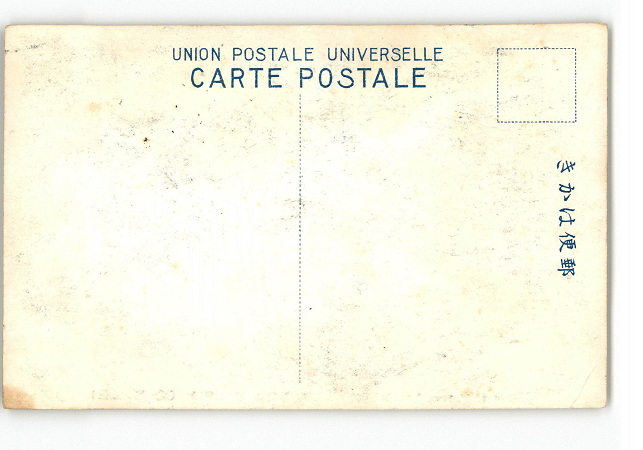 UNION POSTALE UNIVERSELLE
CARTE POSTALE
郵便はかき